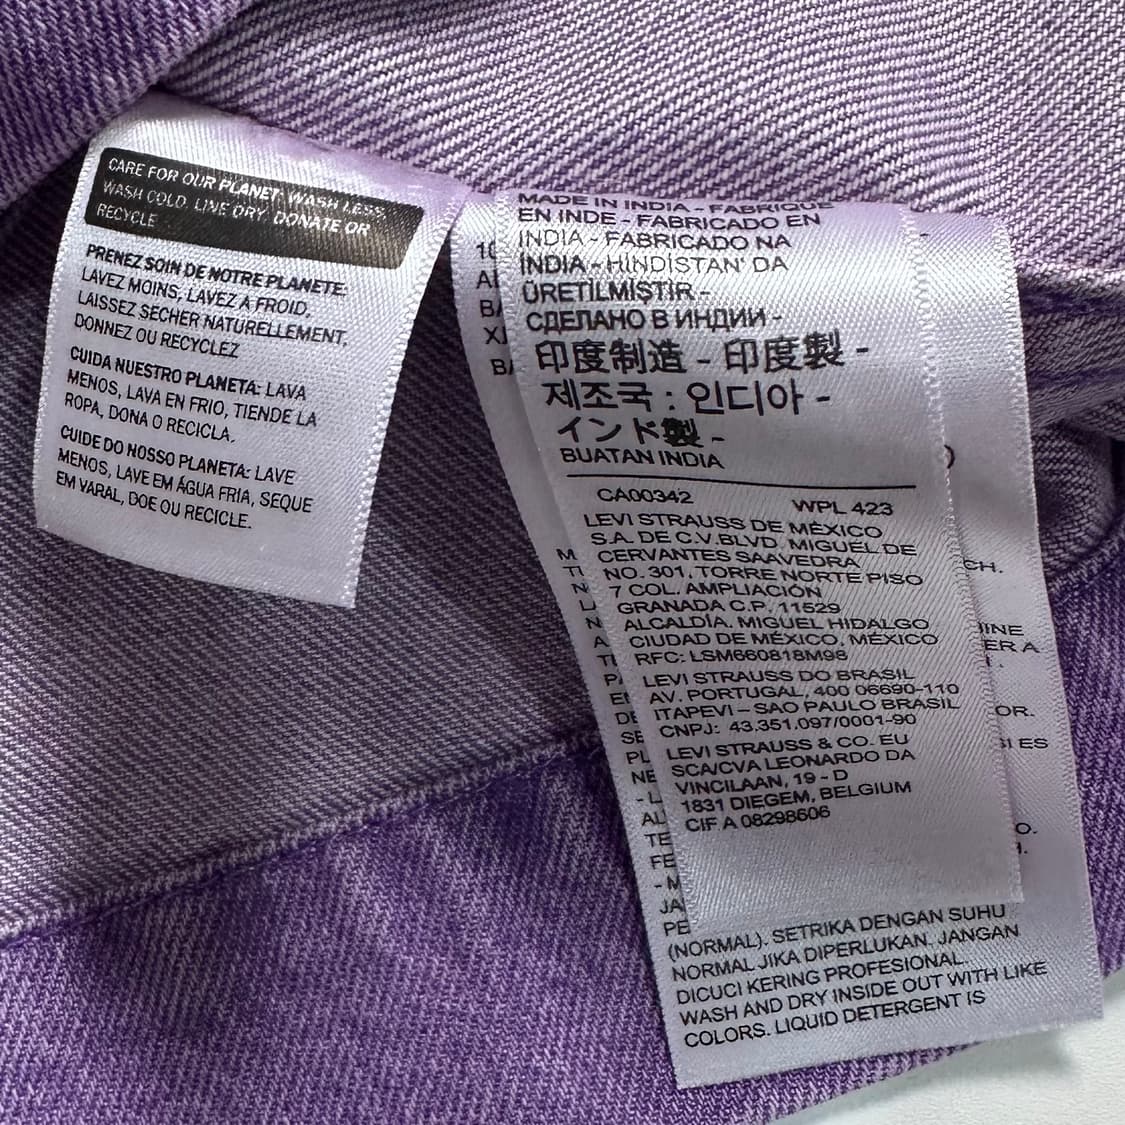 CARE FOR OUR PLANET: WASH LESS,
WASH COLD, LINE DRY, DONATE OR
RECYCLE
PRENEZ SOIN DE NOTRE PLANETE:
LAVEZ MOINS, LAVEZ A FROID,
LAISSEZ SECHER NATURELLEMENT,
DONNEZ OU RECYCLEZ
CUIDA NUESTRO PLANETA: LAVA
MENOS, LAVA EN FRIO, TIENDE LA
ROPA, DONA O RECICLA.
CUIDE DO NOSSO PLANETA: LAVE
MENOS, LAVE EM ÁGUA FRIA, SEQUE
EM VARAL, DOE OU RECICLE.
MADE IN INDIA - FABRIQUÉ
EN INDE - FABRICADO EN
INDIA - FABRICADO NA
ÍNDIA - HİNDİSTAN' DA
ÜRETİLMİŞTİR -
СДЕЛАНО В ИНДИИ -
印度制造 - 印度製 -
제조국 : 인디아 -
インド製 -
BUATAN INDIA
CA00342 WPL 423
LEVI STRAUSS DE MÉXICO
S.A. DE C.V.BLVD. MIGUEL DE
CERVANTES SAAVEDRA
NO. 301, TORRE NORTE PISO
7 COL. AMPLIACIÓN
GRANADA C.P. 11529
ALCALDÍA. MIGUEL HIDALGO
CIUDAD DE MÉXICO, MÉXICO
RFC: LSM660818M98
LEVI STRAUSS DO BRASIL
AV. PORTUGAL, 400 06690-110
ITAPEVI – SAO PAULO BRASIL
CNPJ: 43.351.097/0001-90
LEVI STRAUSS & CO. EU
SCA/CVA LEONARDO DA
VINCILAAN, 19 - D
1831 DIEGEM, BELGIUM
CIF A 08298606
(NORMAL). SETRIKA DENGAN SUHU
NORMAL JIKA DIPERLUKAN. JANGAN
DICUCI KERING PROFESIONAL.
WASH AND DRY INSIDE OUT WITH LIKE
COLORS. LIQUID DETERGENT IS